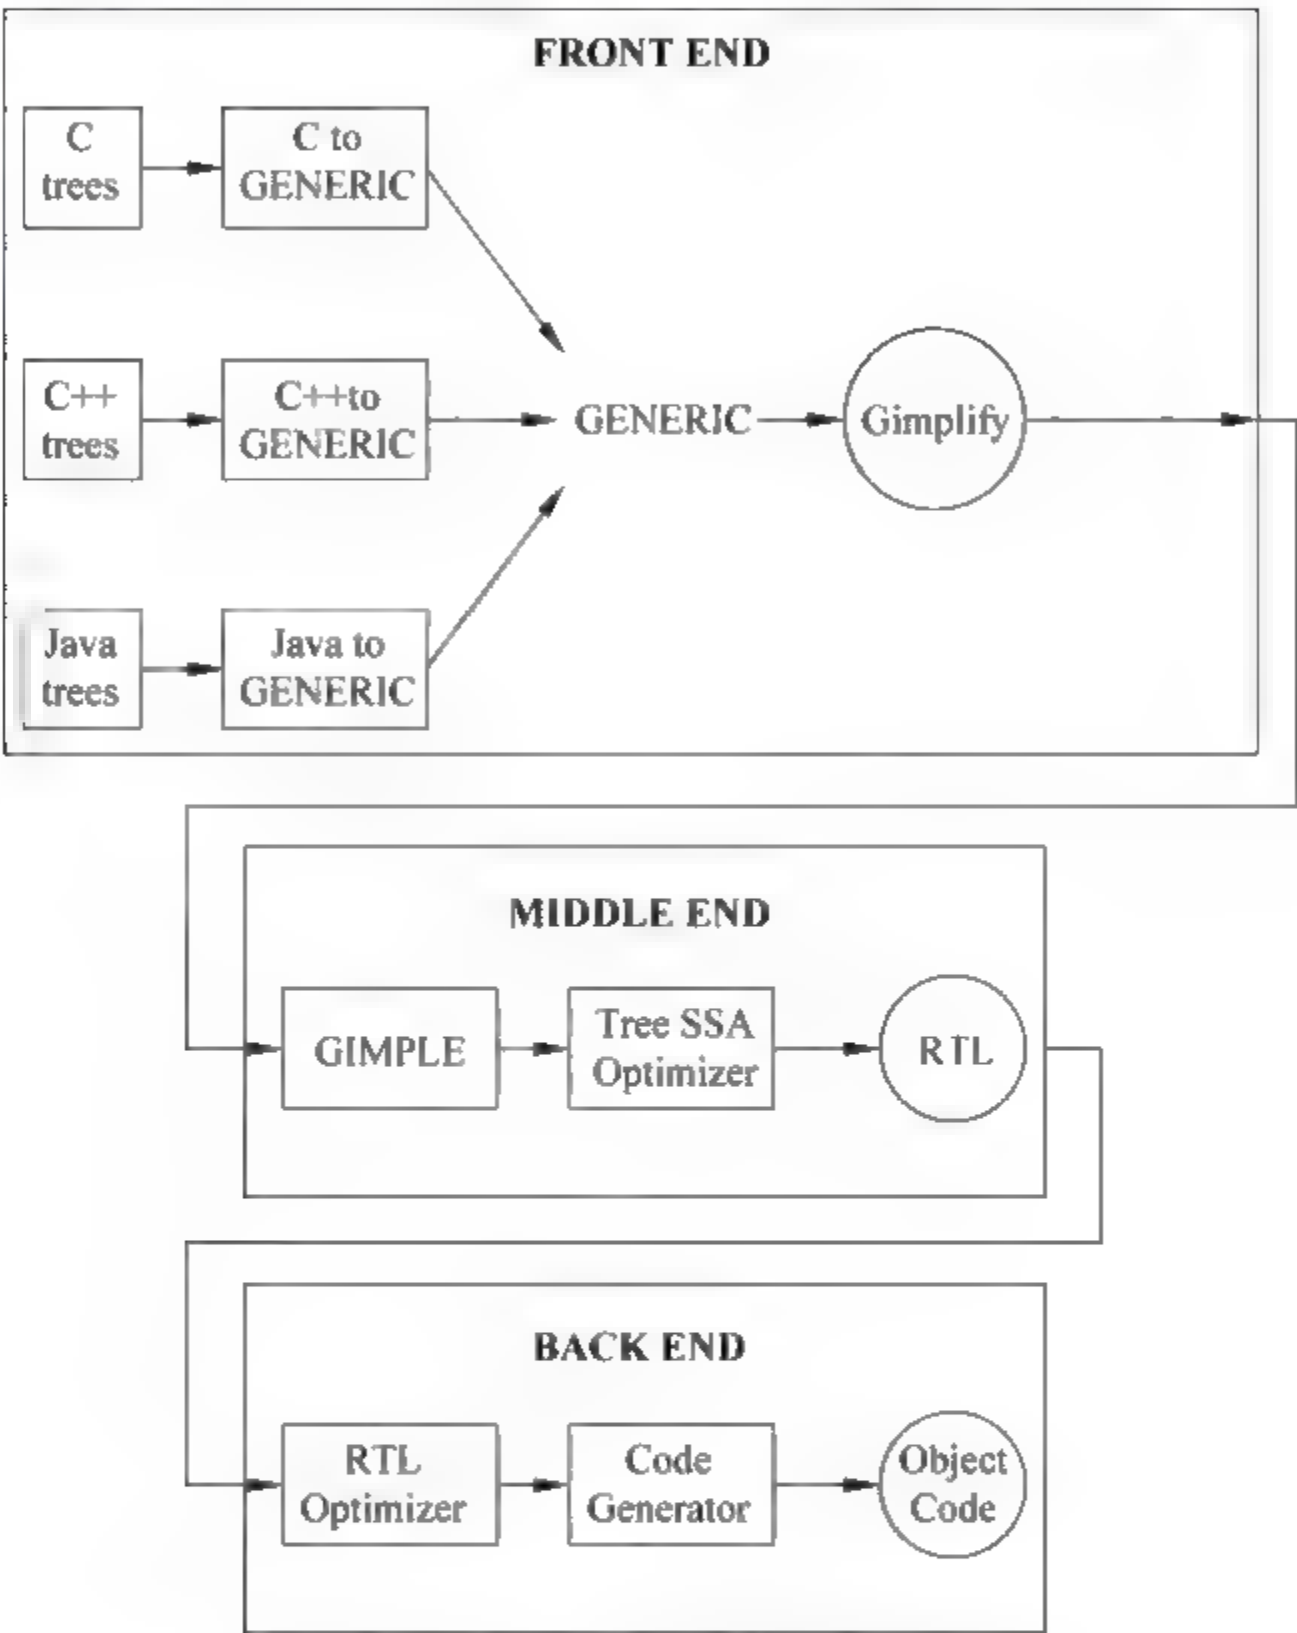 FRONT END
C
trees
C to
GENERIC
C++
trees
C++to
GENERIC
GENERIC
Gimplify
Java
trees
Java to
GENERIC
MIDDLE END
GIMPLE
Tree SSA
Optimizer
RTL
BACK END
RTL
Optimizer
Code
Generator
Object
Code